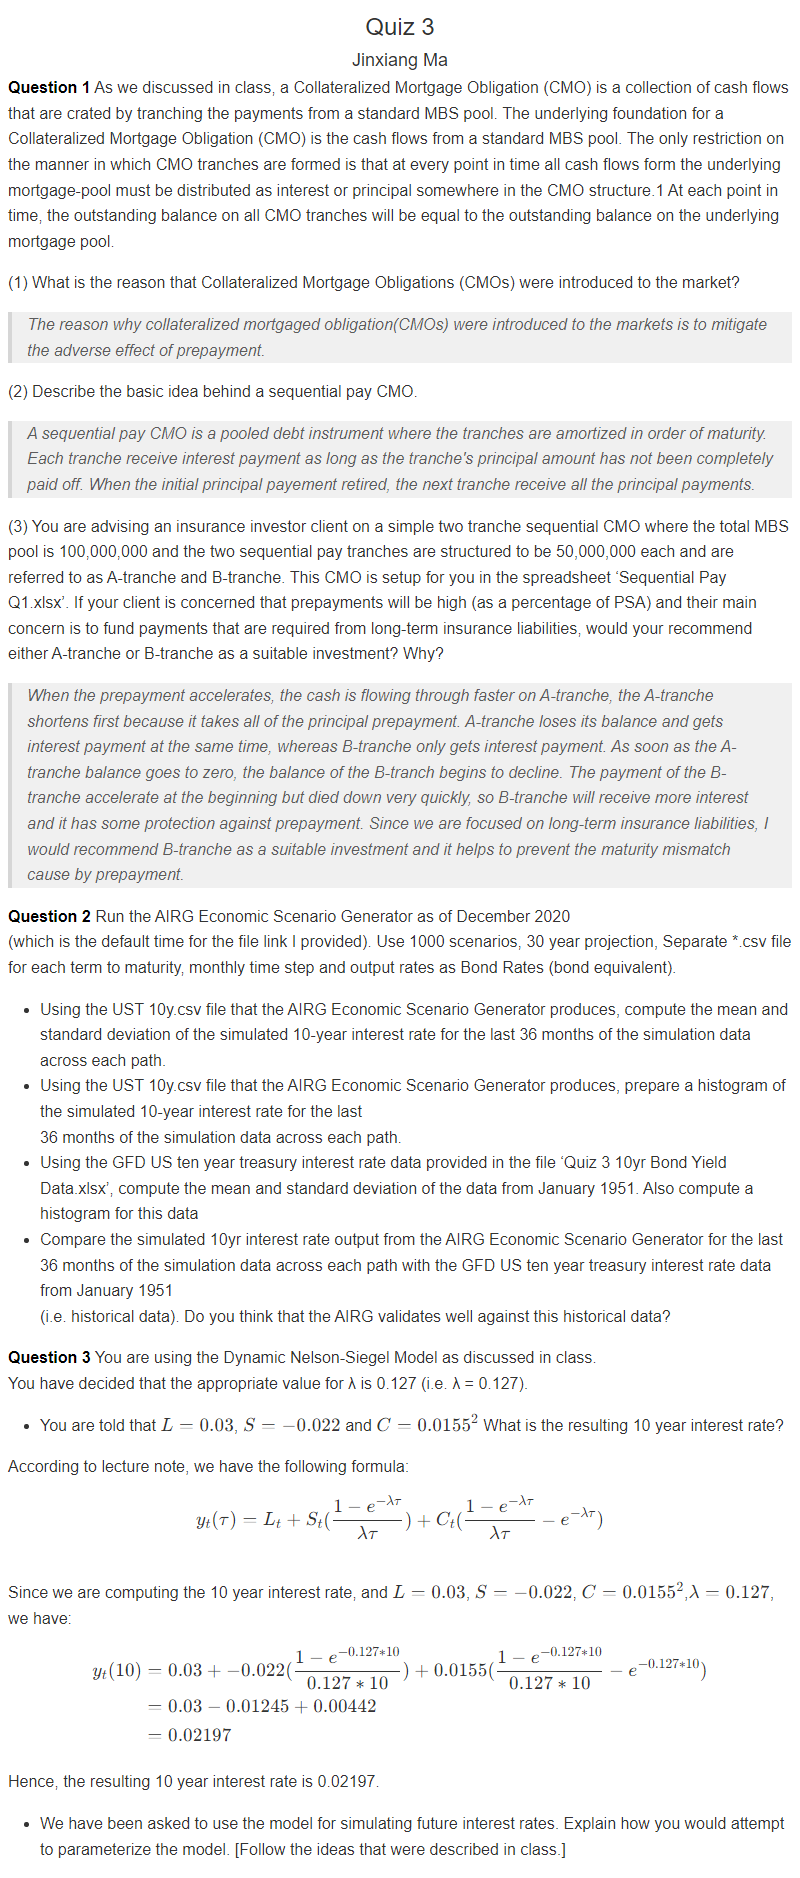 Quiz 3
Jinxiang Ma
Question 1 As we discussed in class, a Collateralized Mortgage Obligation (CMO) is a collection of cash flows
that are crated by tranching the payments from a standard MBS pool. The underlying foundation for a
Collateralized Mortgage Obligation (CMO) is the cash flows from a standard MBS pool. The only restriction on
the manner in which CMO tranches are formed is that at every point in time all cash flows form the underlying
mortgage-pool must be distributed as interest or principal somewhere in the CMO structure.1 At each point in
time, the outstanding balance on all CMO tranches will be equal to the outstanding balance on the underlying
mortgage pool.
(1) What is the reason that Collateralized Mortgage Obligations (CMOs) were introduced to the market?
The reason why collateralized mortgaged obligation(CMOs) were introduced to the markets is to mitigate
the adverse effect of prepayment.
(2) Describe the basic idea behind a sequential pay CMO.
A sequential pay CMO is a pooled debt instrument where the tranches are amortized in order of maturity.
Each tranche receive interest payment as long as the tranche's principal amount has not been completely
paid off. When the initial principal payement retired, the next tranche receive all the principal payments.
(3) You are advising an insurance investor client on a simple two tranche sequential CMO where the total MBS
pool is 100,000,000 and the two sequential pay tranches are structured to be 50,000,000 each and are
referred to as A-tranche and B-tranche. This CMO is setup for you in the spreadsheet ‘Sequential Pay
Q1.xlsx’. If your client is concerned that prepayments will be high (as a percentage of PSA) and their main
concern is to fund payments that are required from long-term insurance liabilities, would your recommend
either A-tranche or B-tranche as a suitable investment? Why?
When the prepayment accelerates, the cash is flowing through faster on A-tranche, the A-tranche
shortens first because it takes all of the principal prepayment. A-tranche loses its balance and gets
interest payment at the same time, whereas B-tranche only gets interest payment. As soon as the A-
tranche balance goes to zero, the balance of the B-tranch begins to decline. The payment of the B-
tranche accelerate at the beginning but died down very quickly, so B-tranche will receive more interest
and it has some protection against prepayment. Since we are focused on long-term insurance liabilities, I
would recommend B-tranche as a suitable investment and it helps to prevent the maturity mismatch
cause by prepayment.
Question 2 Run the AIRG Economic Scenario Generator as of December 2020
(which is the default time for the file link I provided). Use 1000 scenarios, 30 year projection, Separate *.csv file
for each term to maturity, monthly time step and output rates as Bond Rates (bond equivalent).
• Using the UST 10y.csv file that the AIRG Economic Scenario Generator produces, compute the mean and
standard deviation of the simulated 10-year interest rate for the last 36 months of the simulation data
across each path.
• Using the UST 10y.csv file that the AIRG Economic Scenario Generator produces, prepare a histogram of
the simulated 10-year interest rate for the last
36 months of the simulation data across each path.
• Using the GFD US ten year treasury interest rate data provided in the file ‘Quiz 3 10yr Bond Yield
Data.xlsx’, compute the mean and standard deviation of the data from January 1951. Also compute a
histogram for this data
• Compare the simulated 10yr interest rate output from the AIRG Economic Scenario Generator for the last
36 months of the simulation data across each path with the GFD US ten year treasury interest rate data
from January 1951
(i.e. historical data). Do you think that the AIRG validates well against this historical data?
Question 3 You are using the Dynamic Nelson-Siegel Model as discussed in class.
You have decided that the appropriate value for λ is 0.127 (i.e. λ = 0.127).
• You are told that L = 0.03, S = −0.022 and C = 0.0155² What is the resulting 10 year interest rate?
According to lecture note, we have the following formula:
yₜ(τ) = Lₜ + Sₜ((1 − e^{−λτ})/(λτ)) + Cₜ((1 − e^{−λτ})/(λτ) − e^{−λτ})
Since we are computing the 10 year interest rate, and L = 0.03, S = −0.022, C = 0.0155²,λ = 0.127,
we have:
yₜ(10) = 0.03 + −0.022((1 − e^{−0.127∗10})/(0.127 ∗ 10)) + 0.0155((1 − e^{−0.127∗10})/(0.127 ∗ 10) − e^{−0.127∗10})
= 0.03 − 0.01245 + 0.00442
= 0.02197
Hence, the resulting 10 year interest rate is 0.02197.
• We have been asked to use the model for simulating future interest rates. Explain how you would attempt
to parameterize the model. [Follow the ideas that were described in class.]